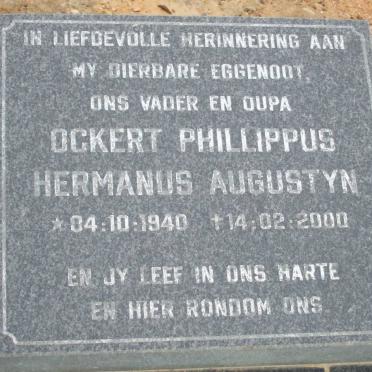 IN LIEFDEVOLLE HERINNERING AAN
MY DIERBARE EGGENOOT,
ONS VADER EN OUPA
OCKERT PHILLIPPUS
HERMANUS AUGUSTYN
★04:10:1940 †14:02:2000
EN JY LEEF IN ONS HARTE
EN HIER RONDOM ONS